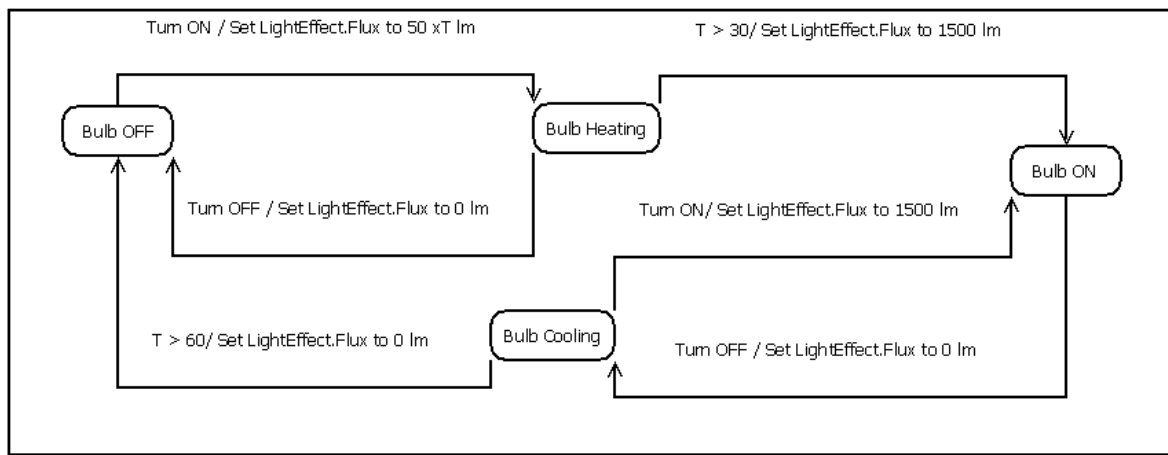 Turn ON / Set LightEffect.Flux to 50 xT lm
T > 30/ Set LightEffect.Flux to 1500 lm
Bulb OFF
Bulb Heating
Bulb ON
Turn OFF / Set LightEffect.Flux to 0 lm
Turn ON/ Set LightEffect.Flux to 1500 lm
T > 60/ Set LightEffect.Flux to 0 lm
Bulb Cooling
Turn OFF / Set LightEffect.Flux to 0 lm